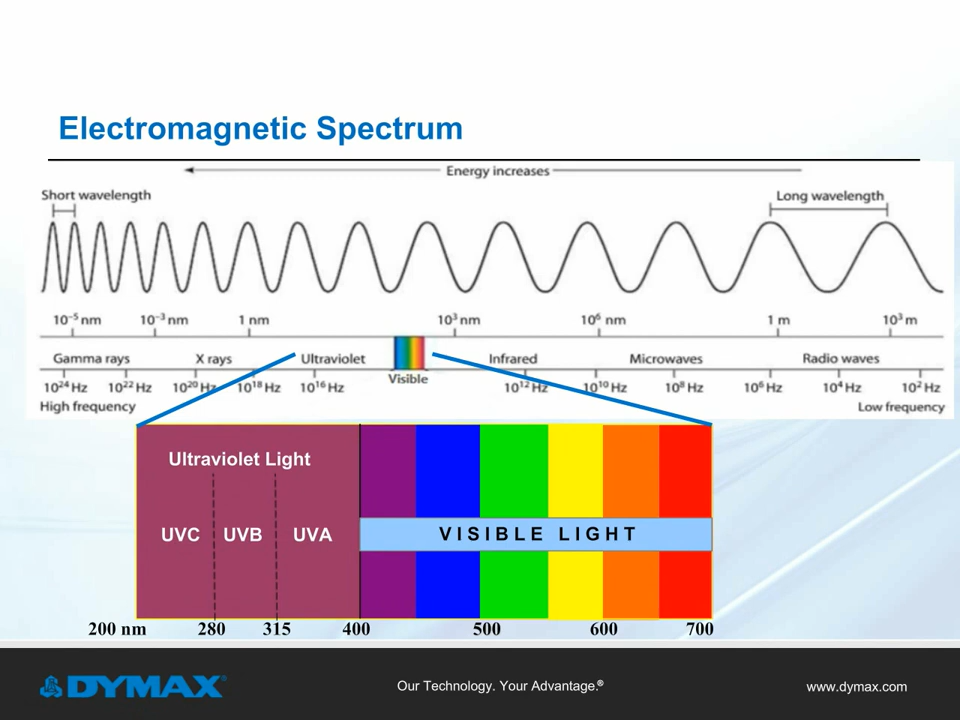 Electromagnetic Spectrum
Energy increases
Short wavelength
Long wavelength
10⁻⁵ nm 10⁻³ nm 1 nm 10³ nm 10⁶ nm 1 m 10³ m
Gamma rays X rays Ultraviolet Infrared Microwaves Radio waves
Visible
10²⁴ Hz 10²² Hz 10²⁰ Hz 10¹⁸ Hz 10¹⁶ Hz 10¹² Hz 10¹⁰ Hz 10⁸ Hz 10⁶ Hz 10⁴ Hz 10² Hz
High frequency Low frequency
Ultraviolet Light
UVC UVB UVA VISIBLE LIGHT
200 nm 280 315 400 500 600 700
DYMAX® Our Technology. Your Advantage.® www.dymax.com